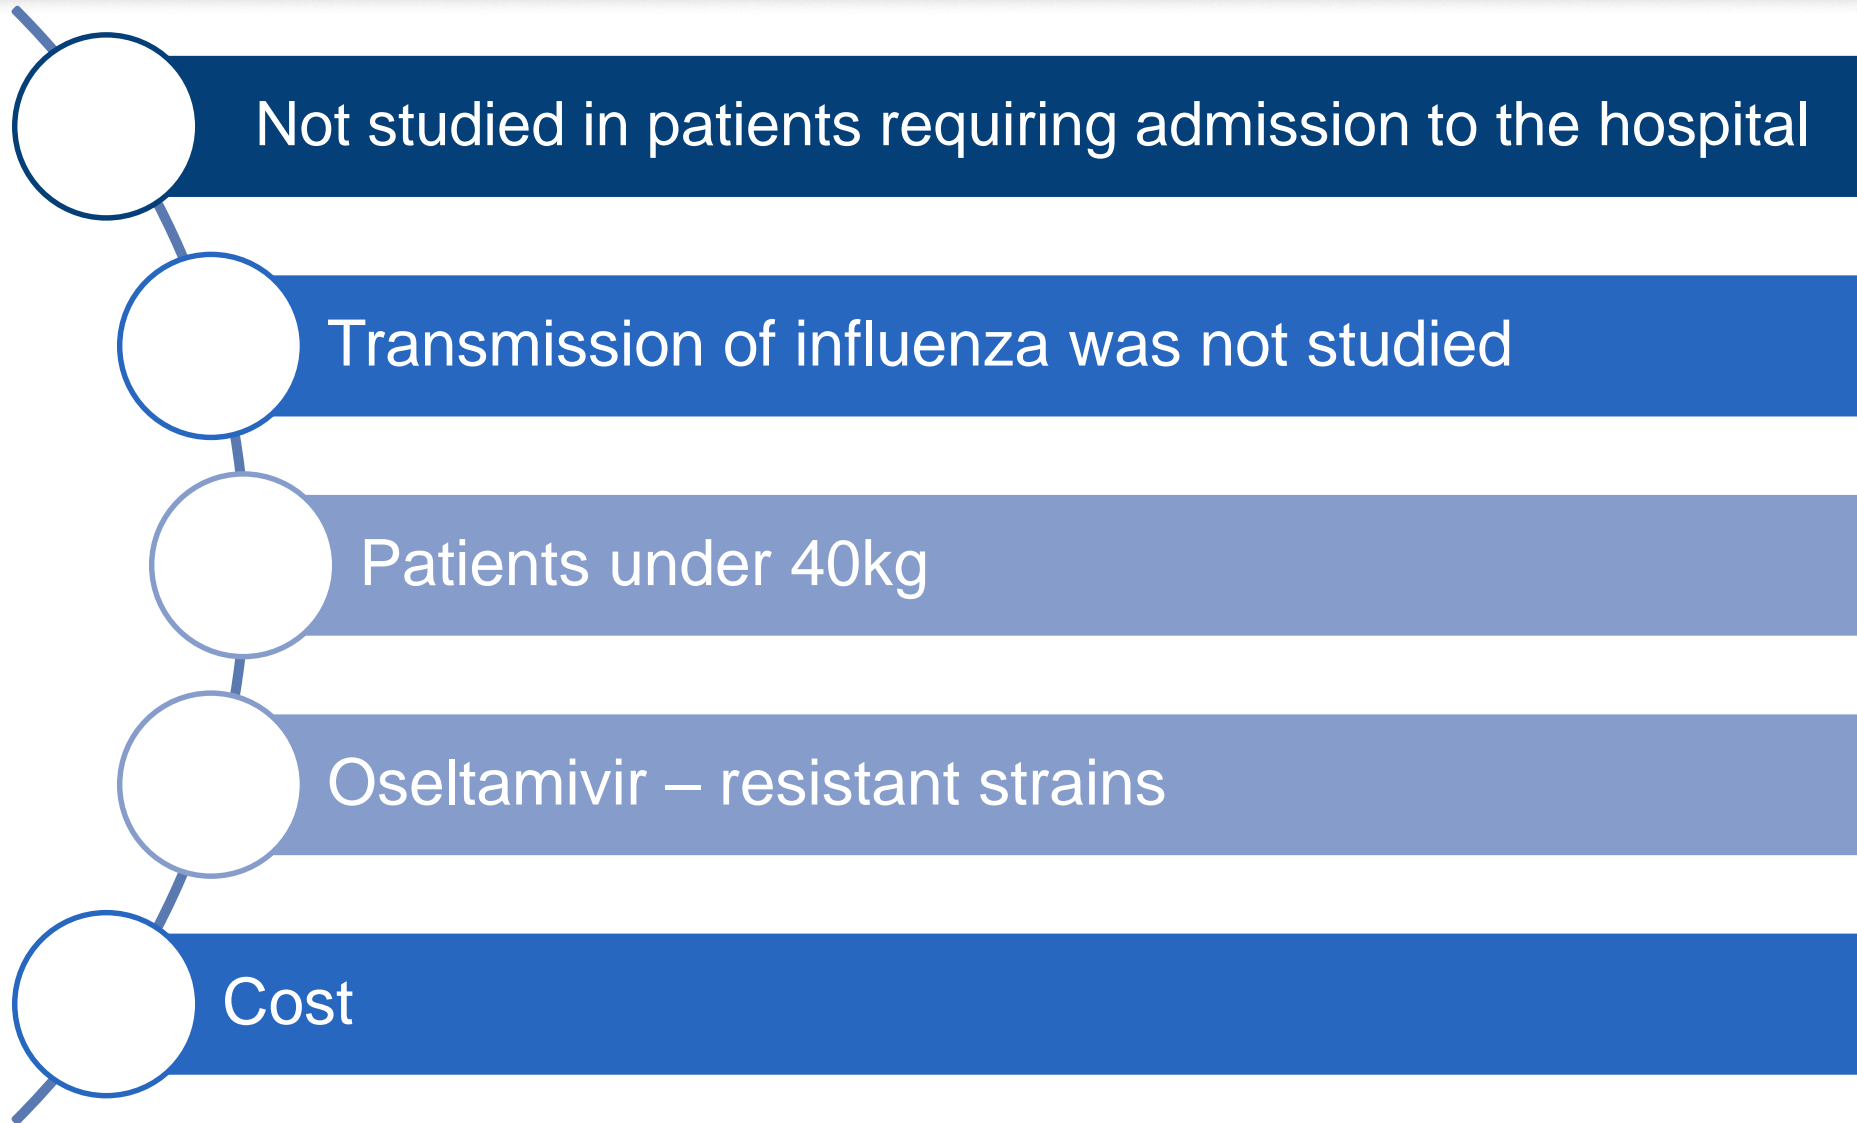 Not studied in patients requiring admission to the hospital
Transmission of influenza was not studied
Patients under 40kg
Oseltamivir – resistant strains
Cost